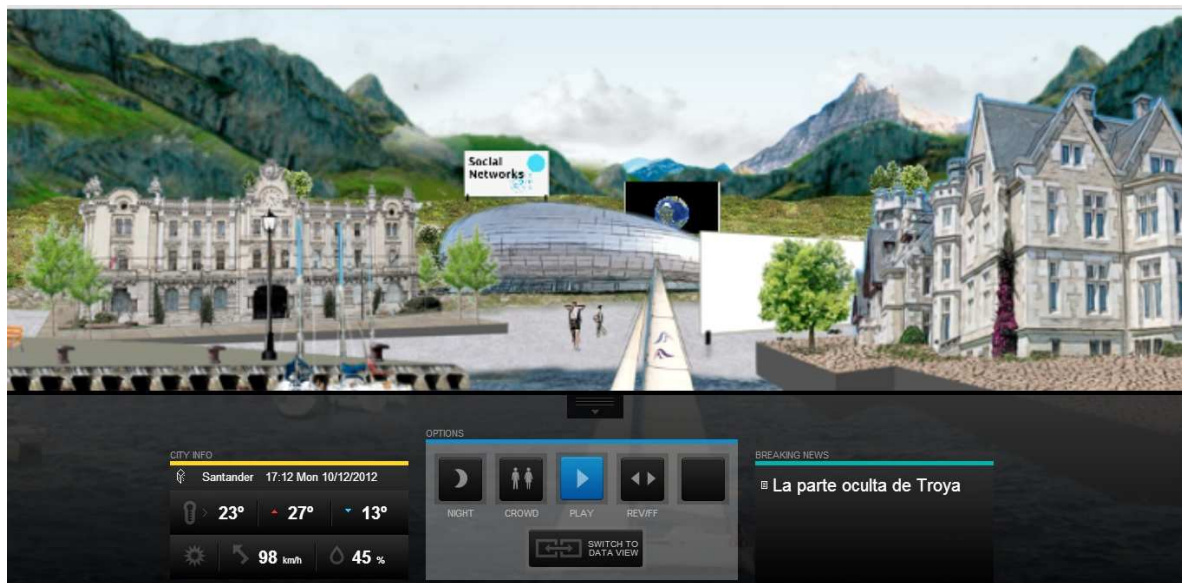 Social
Networks
OPTIONS
CITY INFO
Santander 17:12 Mon 10/12/2012
23º 27º 13º
98 km/h 45 %
NIGHT CROWD PLAY REV/FF
SWITCH TO
DATA VIEW
BREAKING NEWS
La parte oculta de Troya